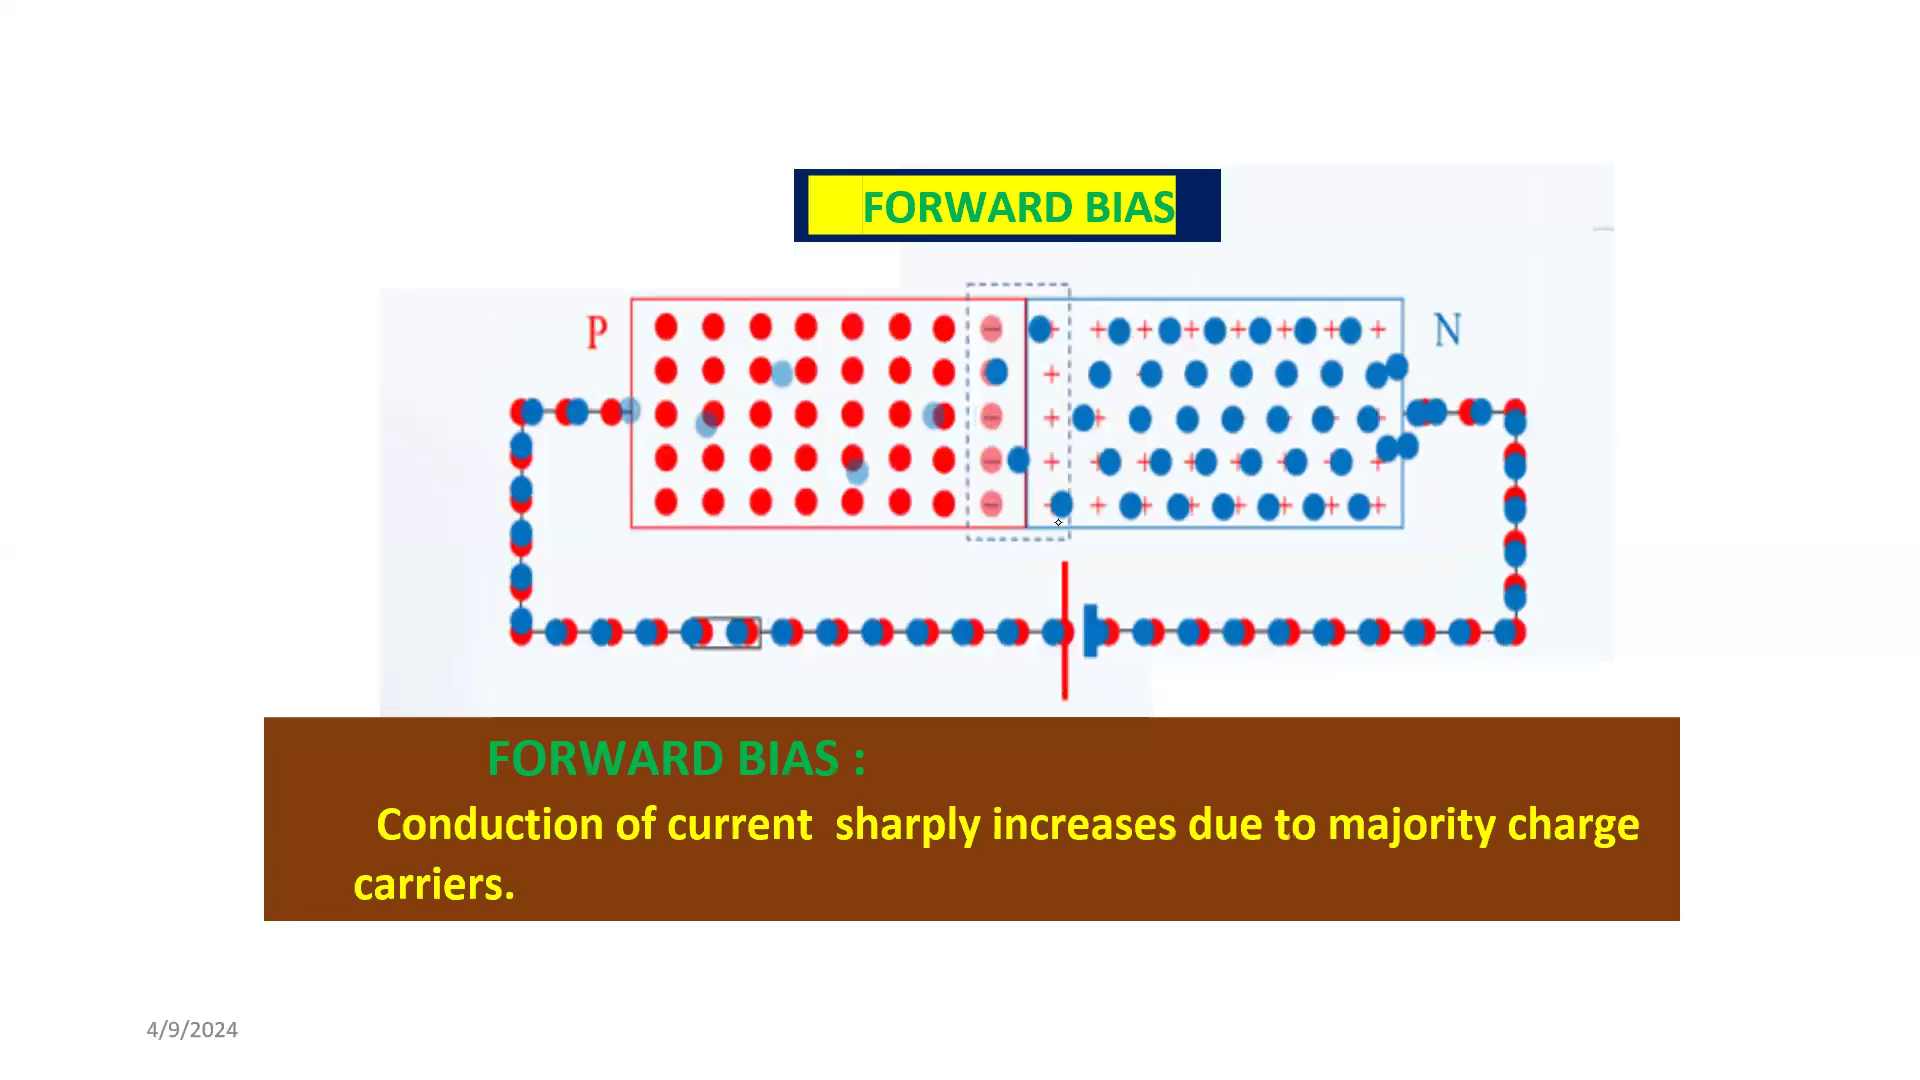 FORWARD BIAS
P
N
FORWARD BIAS :
Conduction of current  sharply increases due to majority charge
carriers.
4/9/2024